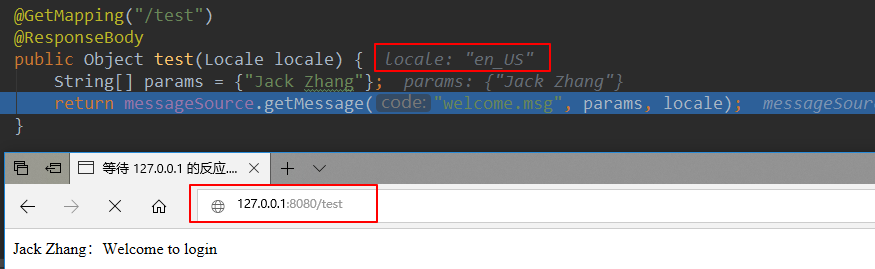 @GetMapping("/test")
@ResponseBody
public Object test(Locale locale) { locale: "en_US"
String[] params = {"Jack Zhang"}; params: {"Jack Zhang"}
return messageSource.getMessage( code: "welcome.msg", params, locale); messageSource
}
等待 127.0.0.1 的反应....
127.0.0.1:8080/test
Jack Zhang：Welcome to login